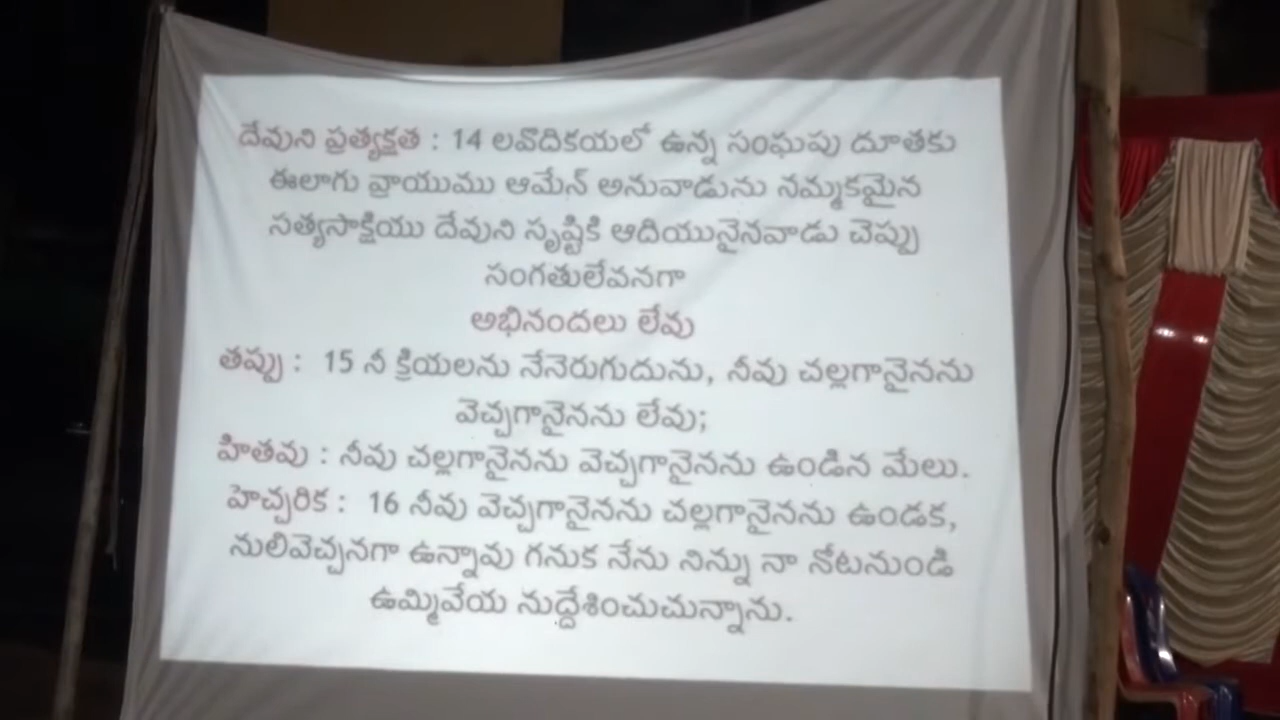 దేవుని ప్రత్యక్షత : 14 లవొదికయలో ఉన్న సంఘపు దూతకు
ఈలాగు వ్రాయుము ఆమేన్ అనువాడును నమ్మకమైన
సత్యసాక్షియు దేవుని సృష్టికి ఆదియునైనవాడు చెప్పు
సంగతులేవనగా
అభినందలు లేవు
తప్పు : 15 నీ క్రియలను నేనెరుగుదును, నీవు చల్లగానైనను
వెచ్చగానైనను లేవు;
హితవు : నీవు చల్లగానైనను వెచ్చగానైనను ఉండిన మేలు.
హెచ్చరిక : 16 నీవు వెచ్చగానైనను చల్లగానైనను ఉండక,
నులివెచ్చనగా ఉన్నావు గనుక నేను నిన్ను నా నోటనుండి
ఉమ్మివేయ నుద్దేశించుచున్నాను.